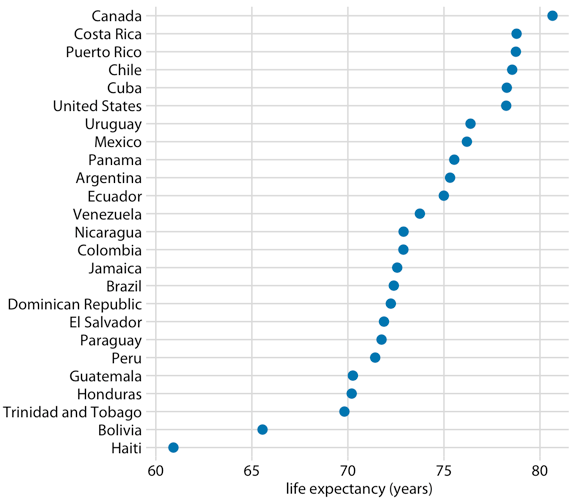 Canada
Costa Rica
Puerto Rico
Chile
Cuba
United States
Uruguay
Mexico
Panama
Argentina
Ecuador
Venezuela
Nicaragua
Colombia
Jamaica
Brazil
Dominican Republic
El Salvador
Paraguay
Peru
Guatemala
Honduras
Trinidad and Tobago
Bolivia
Haiti
60 65 70 75 80
life expectancy (years)